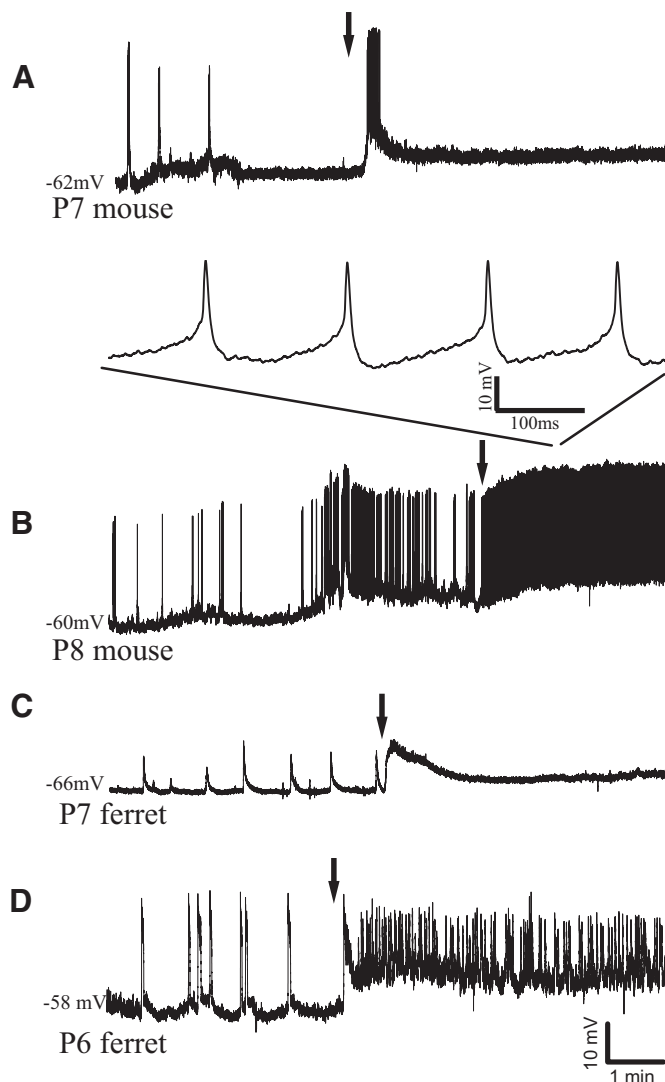 A
-62mV
P7 mouse
10 mV
100ms
B
-60mV
P8 mouse
C
-66mV
P7 ferret
D
-58 mV
P6 ferret
10 mV
1 min